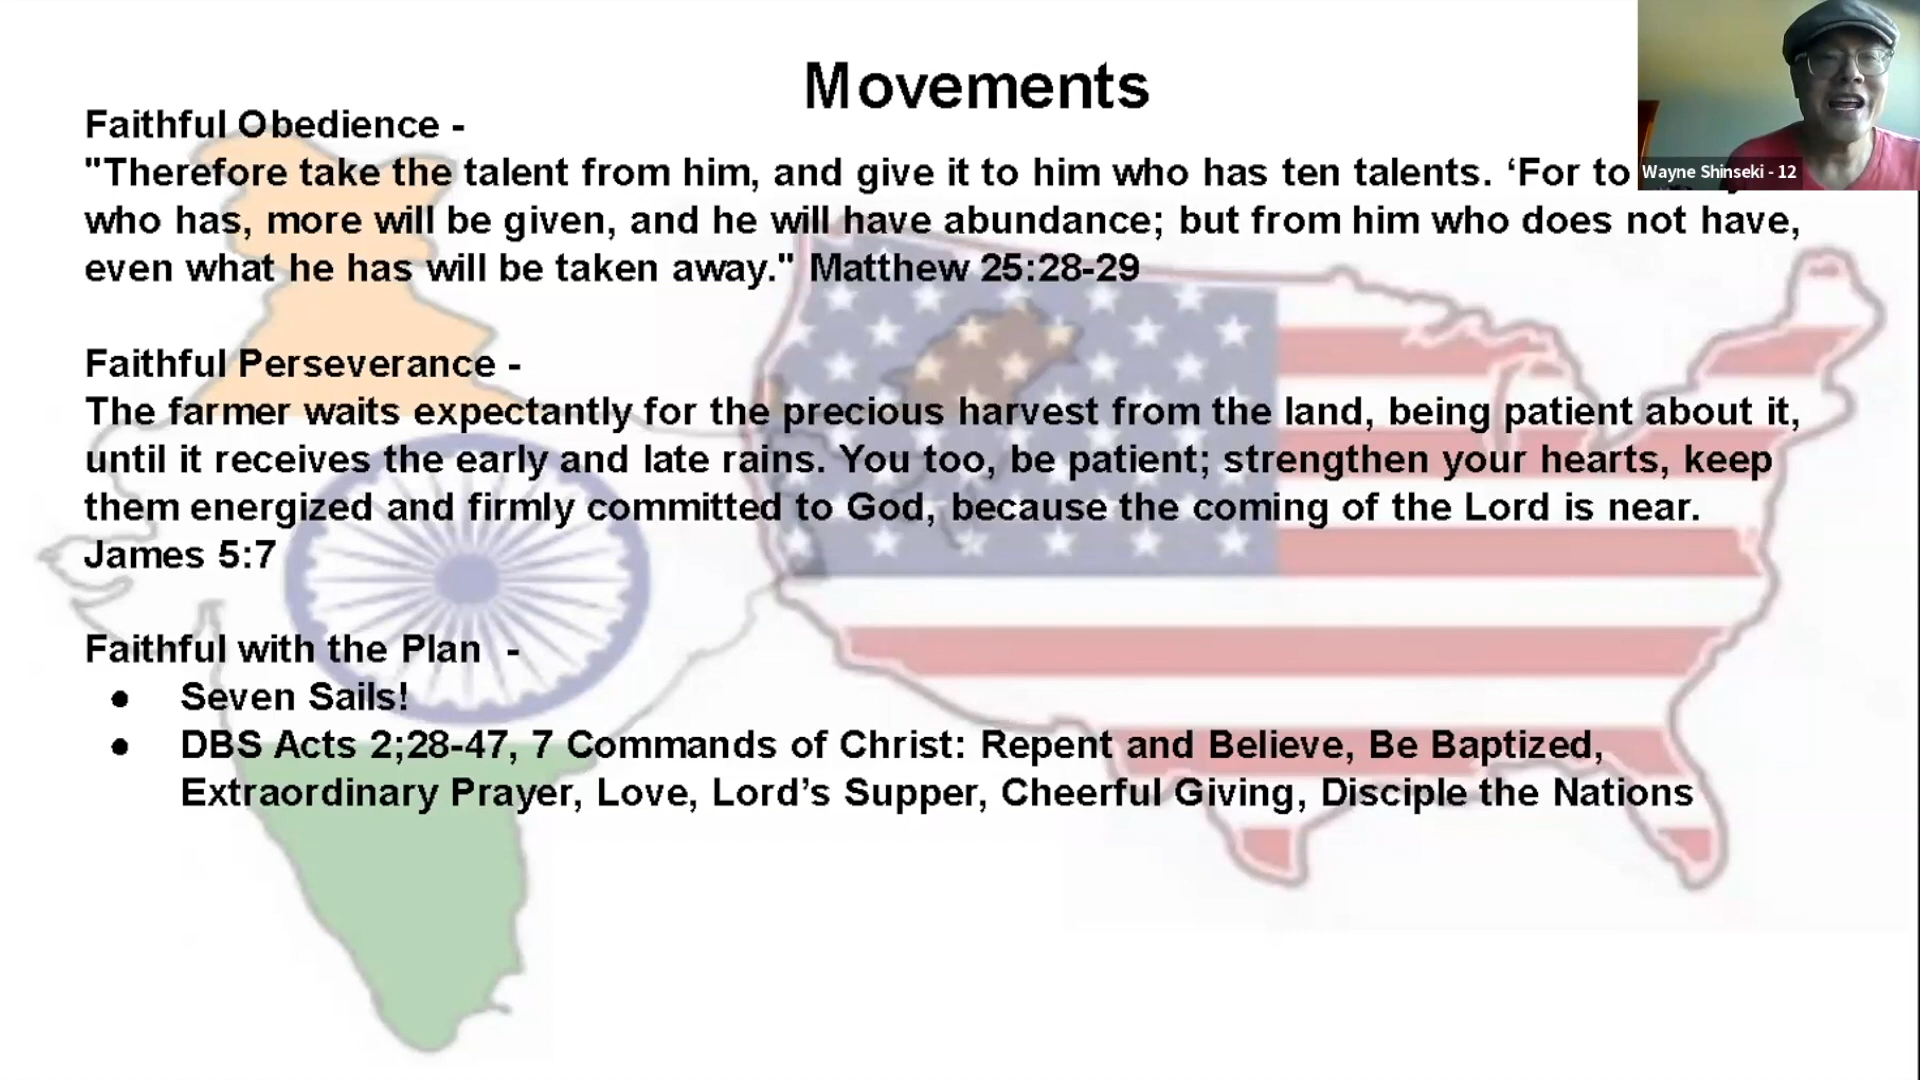 Movements
Faithful Obedience -
"Therefore take the talent from him, and give it to him who has ten talents. ‘For to
who has, more will be given, and he will have abundance; but from him who does not have,
even what he has will be taken away." Matthew 25:28-29
Faithful Perseverance -
The farmer waits expectantly for the precious harvest from the land, being patient about it,
until it receives the early and late rains. You too, be patient; strengthen your hearts, keep
them energized and firmly committed to God, because the coming of the Lord is near.
James 5:7
Faithful with the Plan -
● Seven Sails!
● DBS Acts 2;28-47, 7 Commands of Christ: Repent and Believe, Be Baptized,
Extraordinary Prayer, Love, Lord’s Supper, Cheerful Giving, Disciple the Nations
Wayne Shinseki - 12